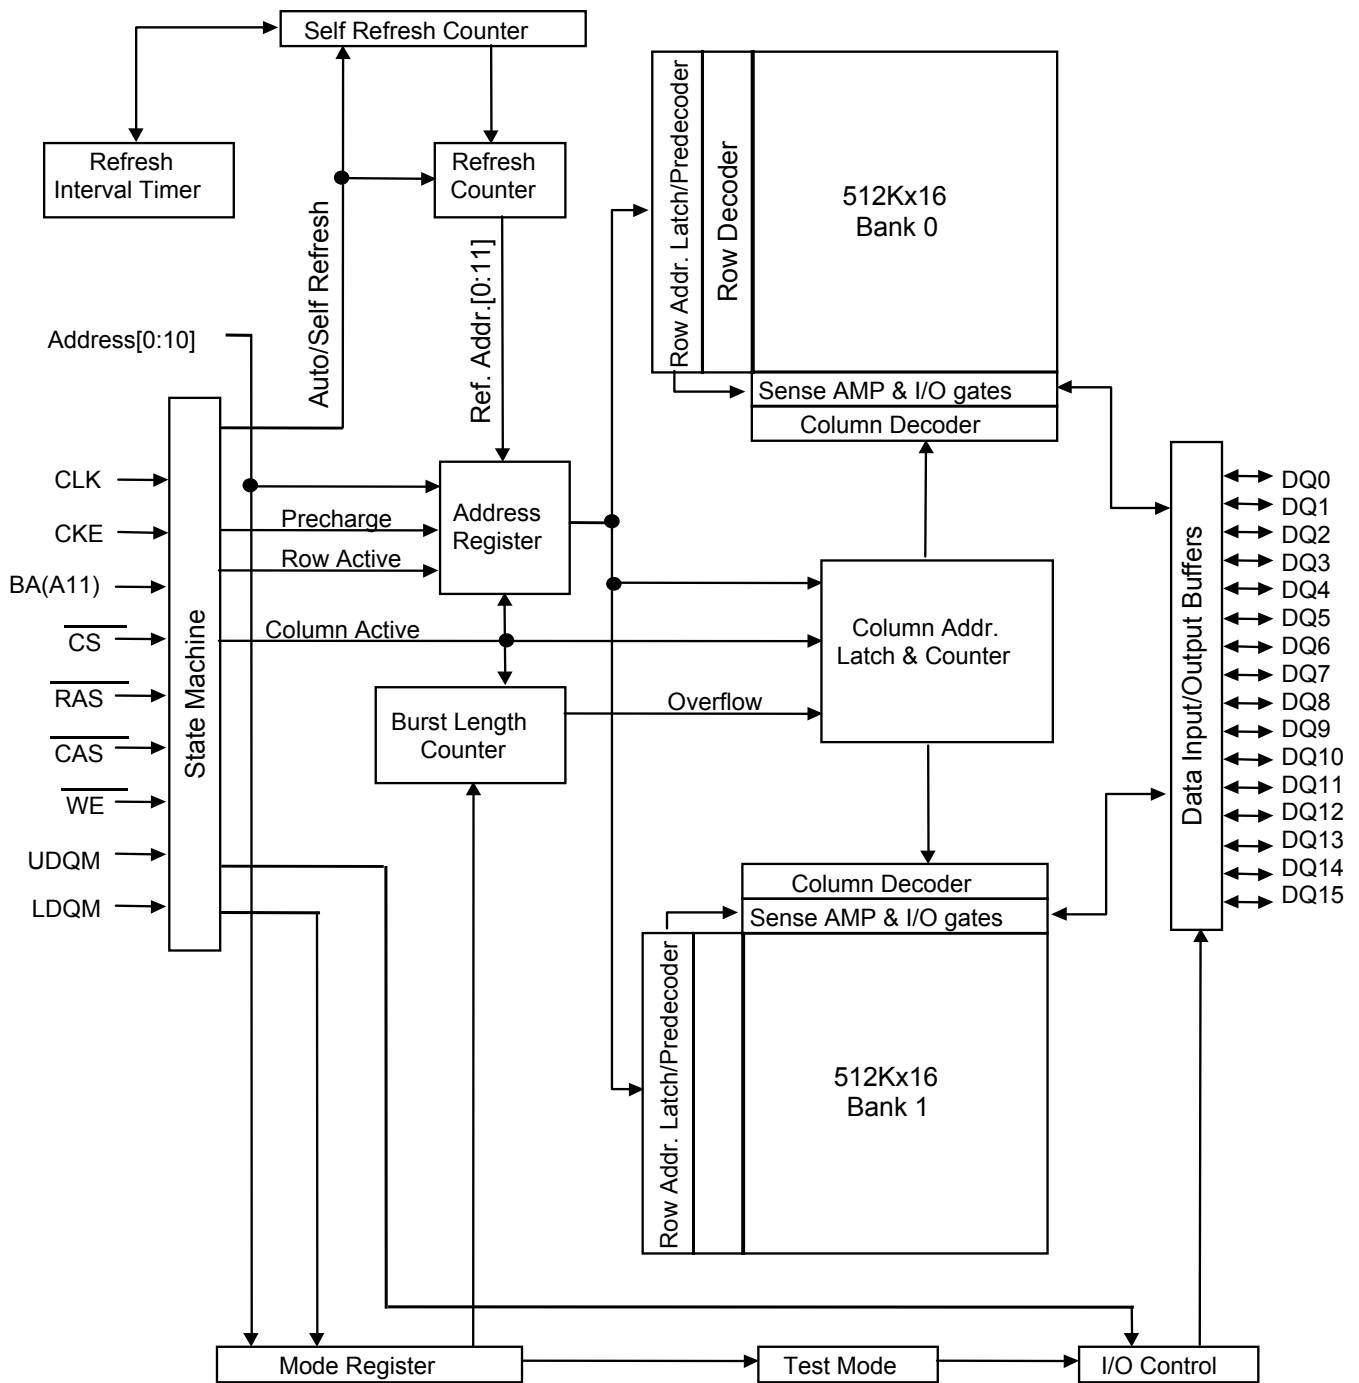 Self Refresh Counter
Refresh
Interval Timer
Refresh
Counter
Auto/Self Refresh
Ref. Addr.[0:11]
Row Addr. Latch/Predecoder
Row Decoder
512Kx16
Bank 0
Sense AMP & I/O gates
Column Decoder
Address[0:10]
CLK
CKE
BA(A11)
CS
RAS
CAS
WE
UDQM
LDQM
State Machine
Precharge
Row Active
Column Active
Address
Register
Burst Length
Counter
Overflow
Column Addr.
Latch & Counter
Data Input/Output Buffers
DQ0
DQ1
DQ2
DQ3
DQ4
DQ5
DQ6
DQ7
DQ8
DQ9
DQ10
DQ11
DQ12
DQ13
DQ14
DQ15
Column Decoder
Sense AMP & I/O gates
Row Addr. Latch/Predecoder
512Kx16
Bank 1
Mode Register
Test Mode
I/O Control